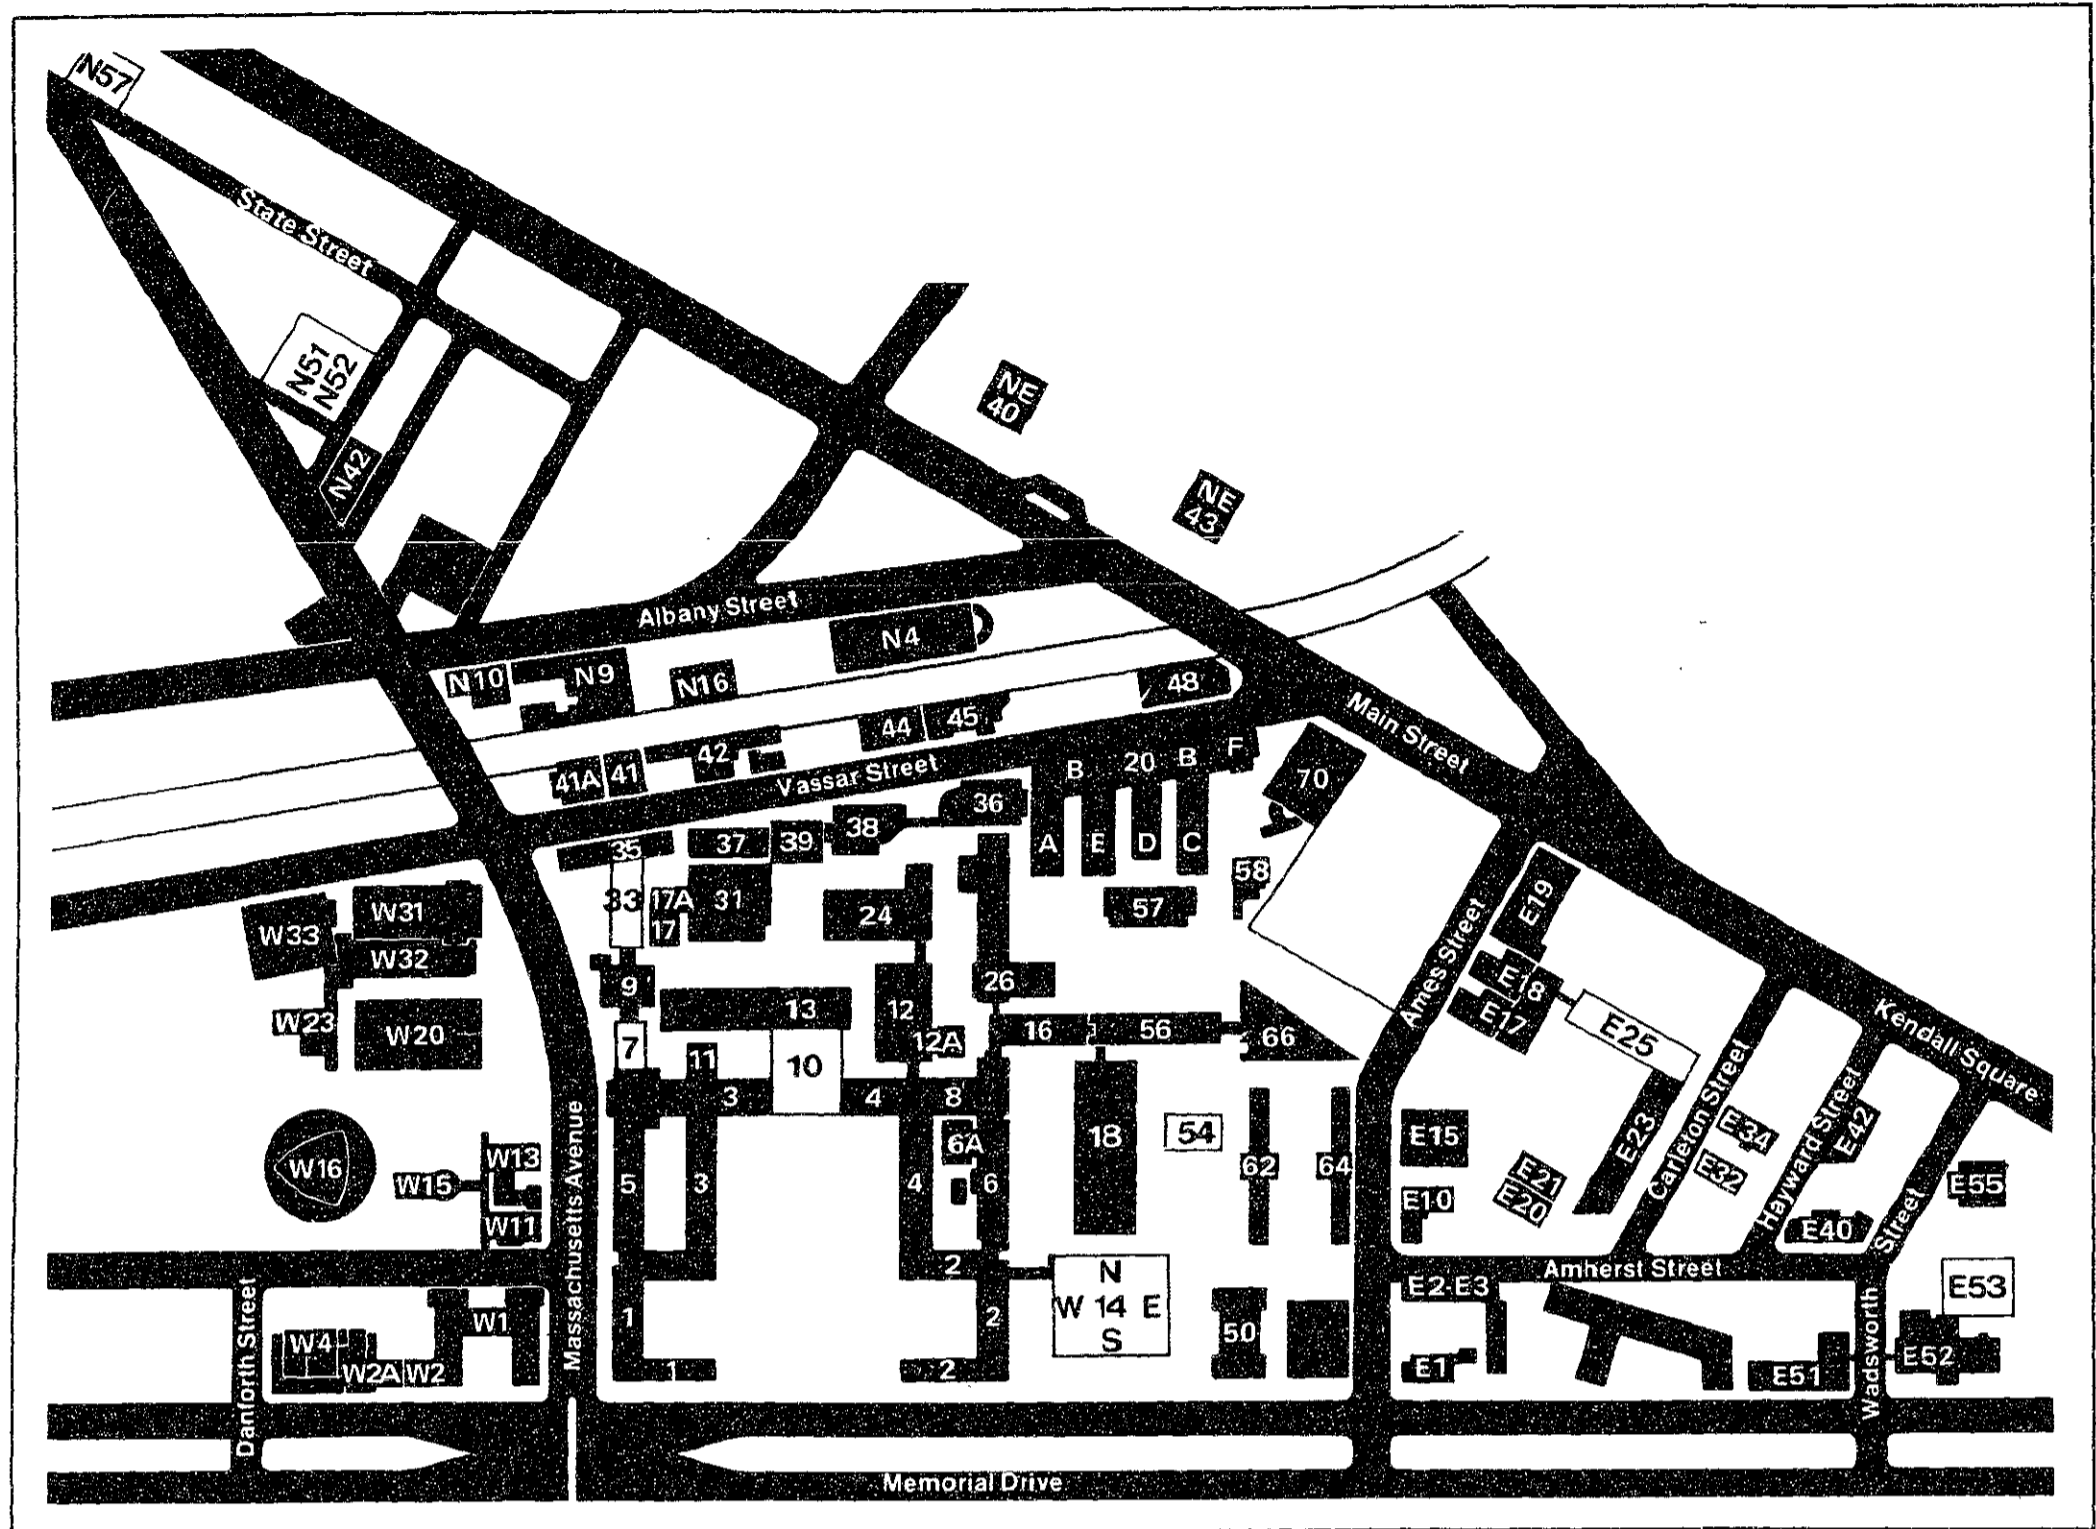 N57
State Street
N51
N52
N42
NE
40
NE
43
Albany Street
N4
N10
N9
N16
48
Main Street
44
45
42
41A
41
Vassar Street
B
20
B
F
70
36
38
39
37
35
A
E
D
C
58
33
17A
17
31
24
57
E19
W31
W33
W32
Ames Street
E18
E17
E25
9
26
13
12
12A
16
56
66
W23
W20
7
11
10
3
4
8
Kendall Square
Carleton Street
Hayward Street
E42
E34
E32
E23
E15
E21
E20
E10
W16
W15
W13
W11
Massachusetts Avenue
5
3
4
6A
6
18
54
62
64
E55
E40
Street
Amherst Street
2
N
W 14 E
S
E2-E3
E53
Danforth Street
W4
W2A
W2
W1
1
1
2
2
50
E1
E51
Wadsworth
E52
Memorial Drive